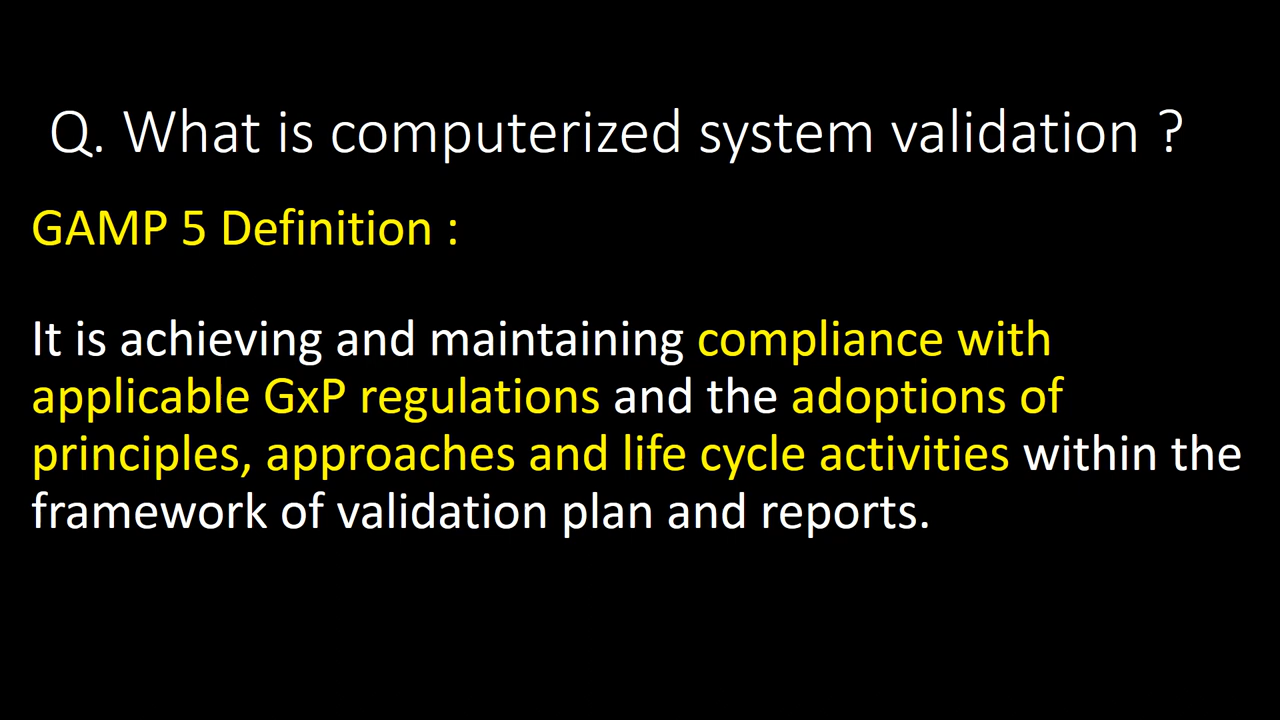 Q. What is computerized system validation ?
GAMP 5 Definition :
It is achieving and maintaining compliance with
applicable GxP regulations and the adoptions of
principles, approaches and life cycle activities within the
framework of validation plan and reports.